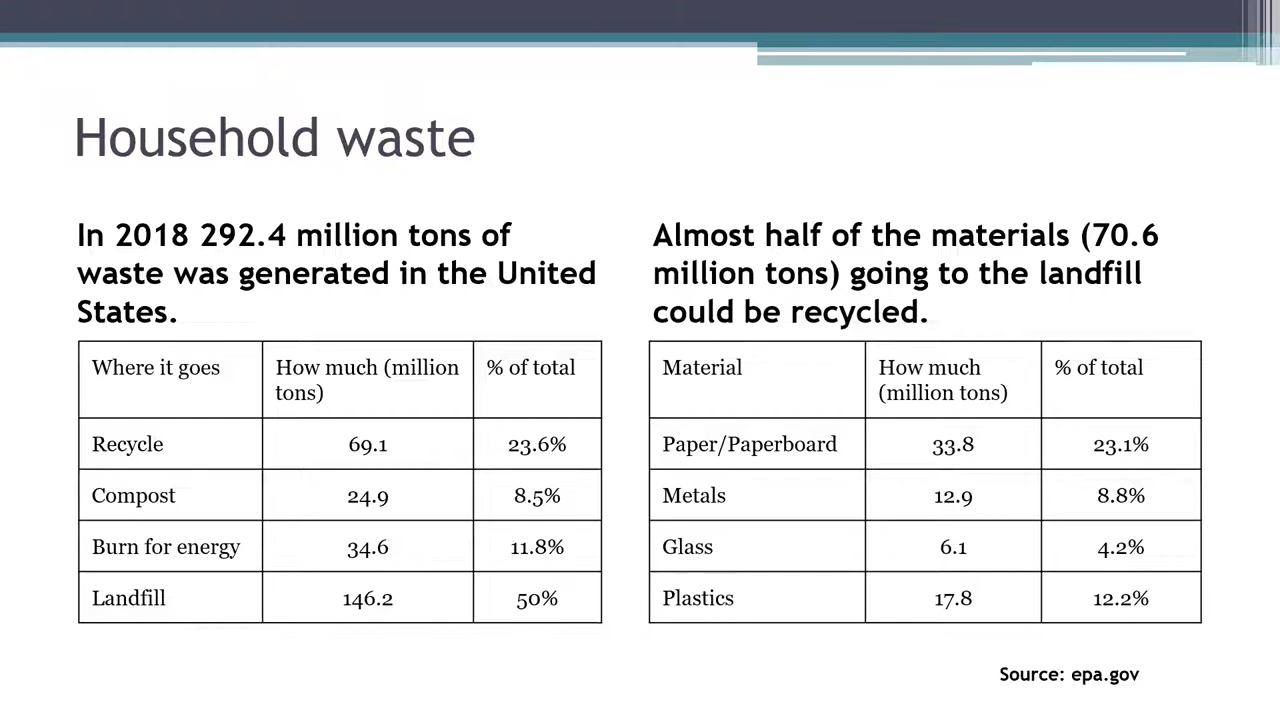 Household waste
In 2018 292.4 million tons of
waste was generated in the United
States.
Where it goes How much (million tons) % of total
Recycle 69.1 23.6%
Compost 24.9 8.5%
Burn for energy 34.6 11.8%
Landfill 146.2 50%
Almost half of the materials (70.6
million tons) going to the landfill
could be recycled.
Material How much (million tons) % of total
Paper/Paperboard 33.8 23.1%
Metals 12.9 8.8%
Glass 6.1 4.2%
Plastics 17.8 12.2%
Source: epa.gov